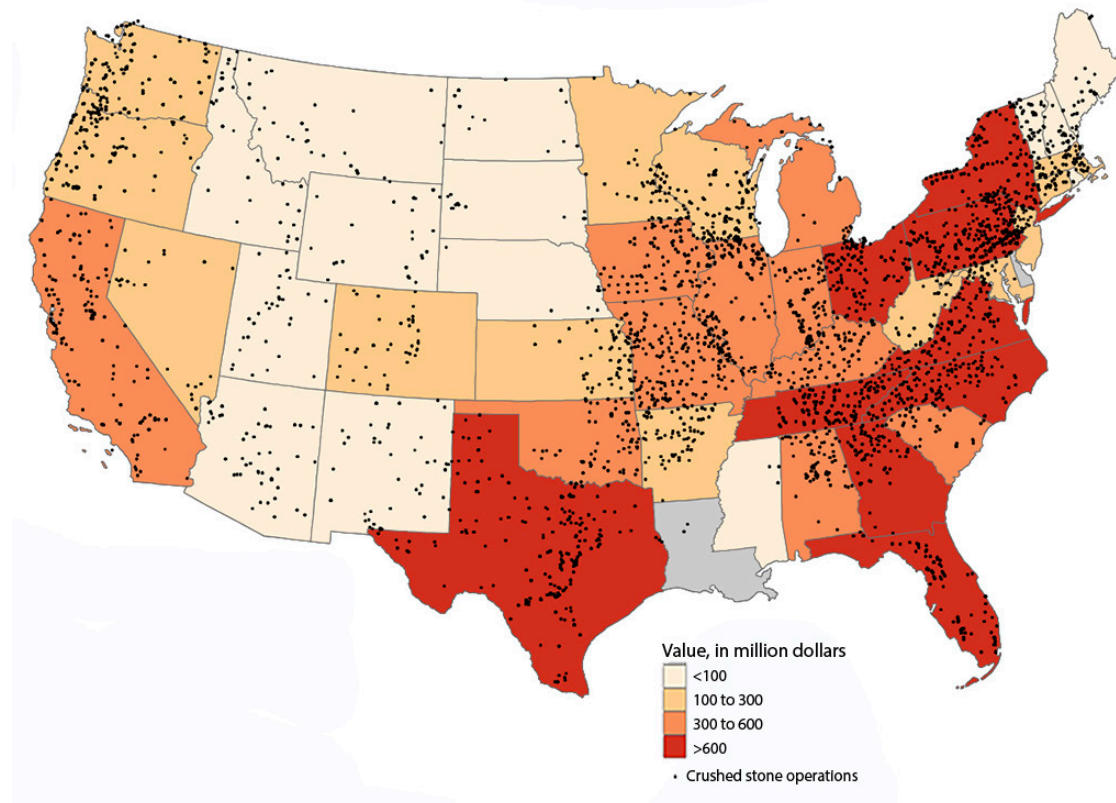 Value, in million dollars
<100
100 to 300
300 to 600
>600
Crushed stone operations